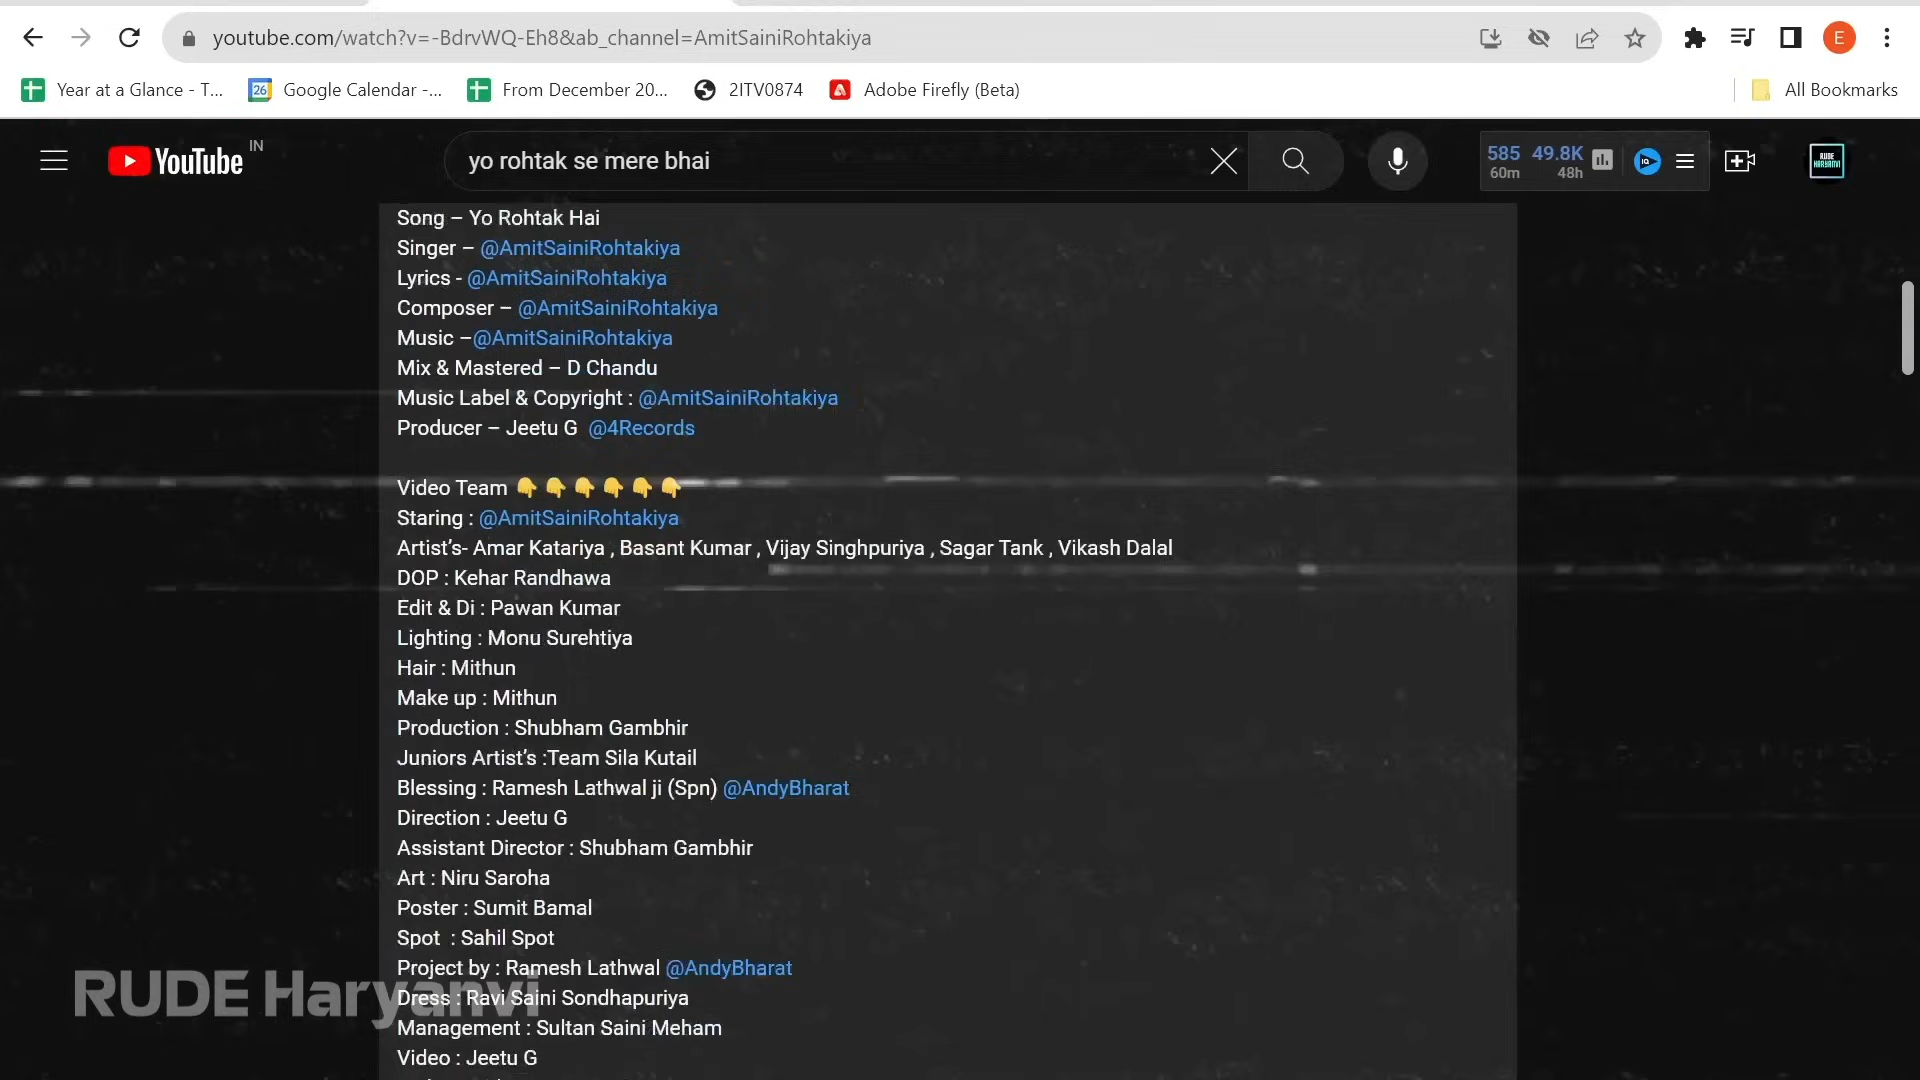 youtube.com/watch?v=-BdrvWQ-Eh8&ab_channel=AmitSainiRohtakiya
E
Year at a Glance - T...
26
Google Calendar -...
From December 20...
2ITV0874
Adobe Firefly (Beta)
All Bookmarks
YouTube IN
yo rohtak se mere bhai
585 49.8K
60m 48h
RUDE
HARYANVI
Song – Yo Rohtak Hai
Singer – @AmitSainiRohtakiya
Lyrics - @AmitSainiRohtakiya
Composer – @AmitSainiRohtakiya
Music –@AmitSainiRohtakiya
Mix & Mastered – D Chandu
Music Label & Copyright : @AmitSainiRohtakiya
Producer – Jeetu G @4Records
Video Team 👇👇👇👇👇👇
Staring : @AmitSainiRohtakiya
Artist’s- Amar Katariya , Basant Kumar , Vijay Singhpuriya , Sagar Tank , Vikash Dalal
DOP : Kehar Randhawa
Edit & Di : Pawan Kumar
Lighting : Monu Surehtiya
Hair : Mithun
Make up : Mithun
Production : Shubham Gambhir
Juniors Artist’s :Team Sila Kutail
Blessing : Ramesh Lathwal ji (Spn) @AndyBharat
Direction : Jeetu G
Assistant Director : Shubham Gambhir
Art : Niru Saroha
Poster : Sumit Bamal
Spot  : Sahil Spot
Project by : Ramesh Lathwal @AndyBharat
RUDE Haryanvi
Dress : Ravi Saini Sondhapuriya
Management : Sultan Saini Meham
Video : Jeetu G